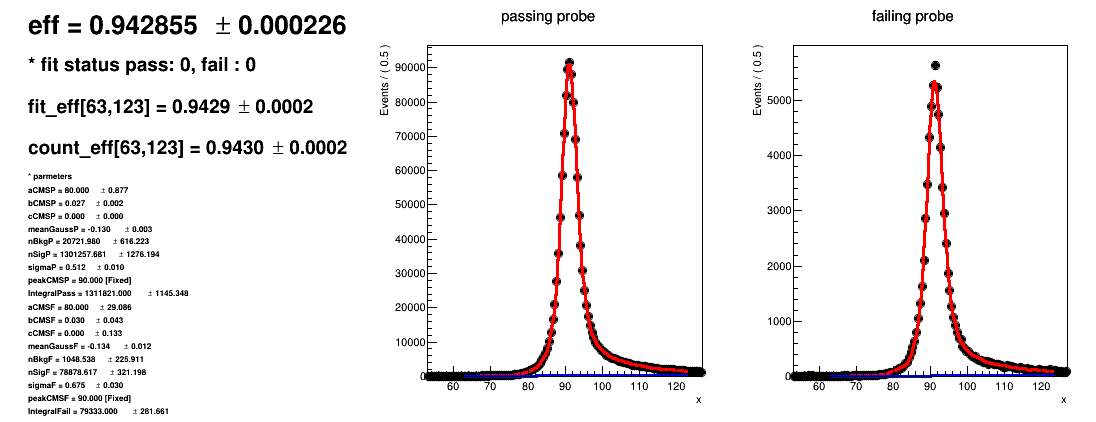 eff = 0.942855 ± 0.000226
* fit status pass: 0, fail : 0
fit_eff[63,123] = 0.9429 ± 0.0002
count_eff[63,123] = 0.9430 ± 0.0002
* parmeters
aCMSP = 80.000 ± 0.877
bCMSP = 0.027 ± 0.002
cCMSP = 0.000 ± 0.000
meanGaussP = -0.130 ± 0.003
nBkgP = 20721.980 ± 616.223
nSigP = 1301257.681 ± 1276.194
sigmaP = 0.512 ± 0.010
peakCMSP = 90.000 [Fixed]
IntegralPass = 1311821.000 ± 1145.348
aCMSF = 80.000 ± 29.086
bCMSF = 0.030 ± 0.043
cCMSF = 0.000 ± 0.133
meanGaussF = -0.134 ± 0.012
nBkgF = 1048.538 ± 225.911
nSigF = 78878.617 ± 321.198
sigmaF = 0.675 ± 0.030
peakCMSF = 90.000 [Fixed]
IntegralFail = 79333.000 ± 281.661
passing probe
Events / ( 0.5 )
90000
80000
70000
60000
50000
40000
30000
20000
10000
0
60 70 80 90 100 110 120
x
failing probe
Events / ( 0.5 )
5000
4000
3000
2000
1000
0
60 70 80 90 100 110 120
x